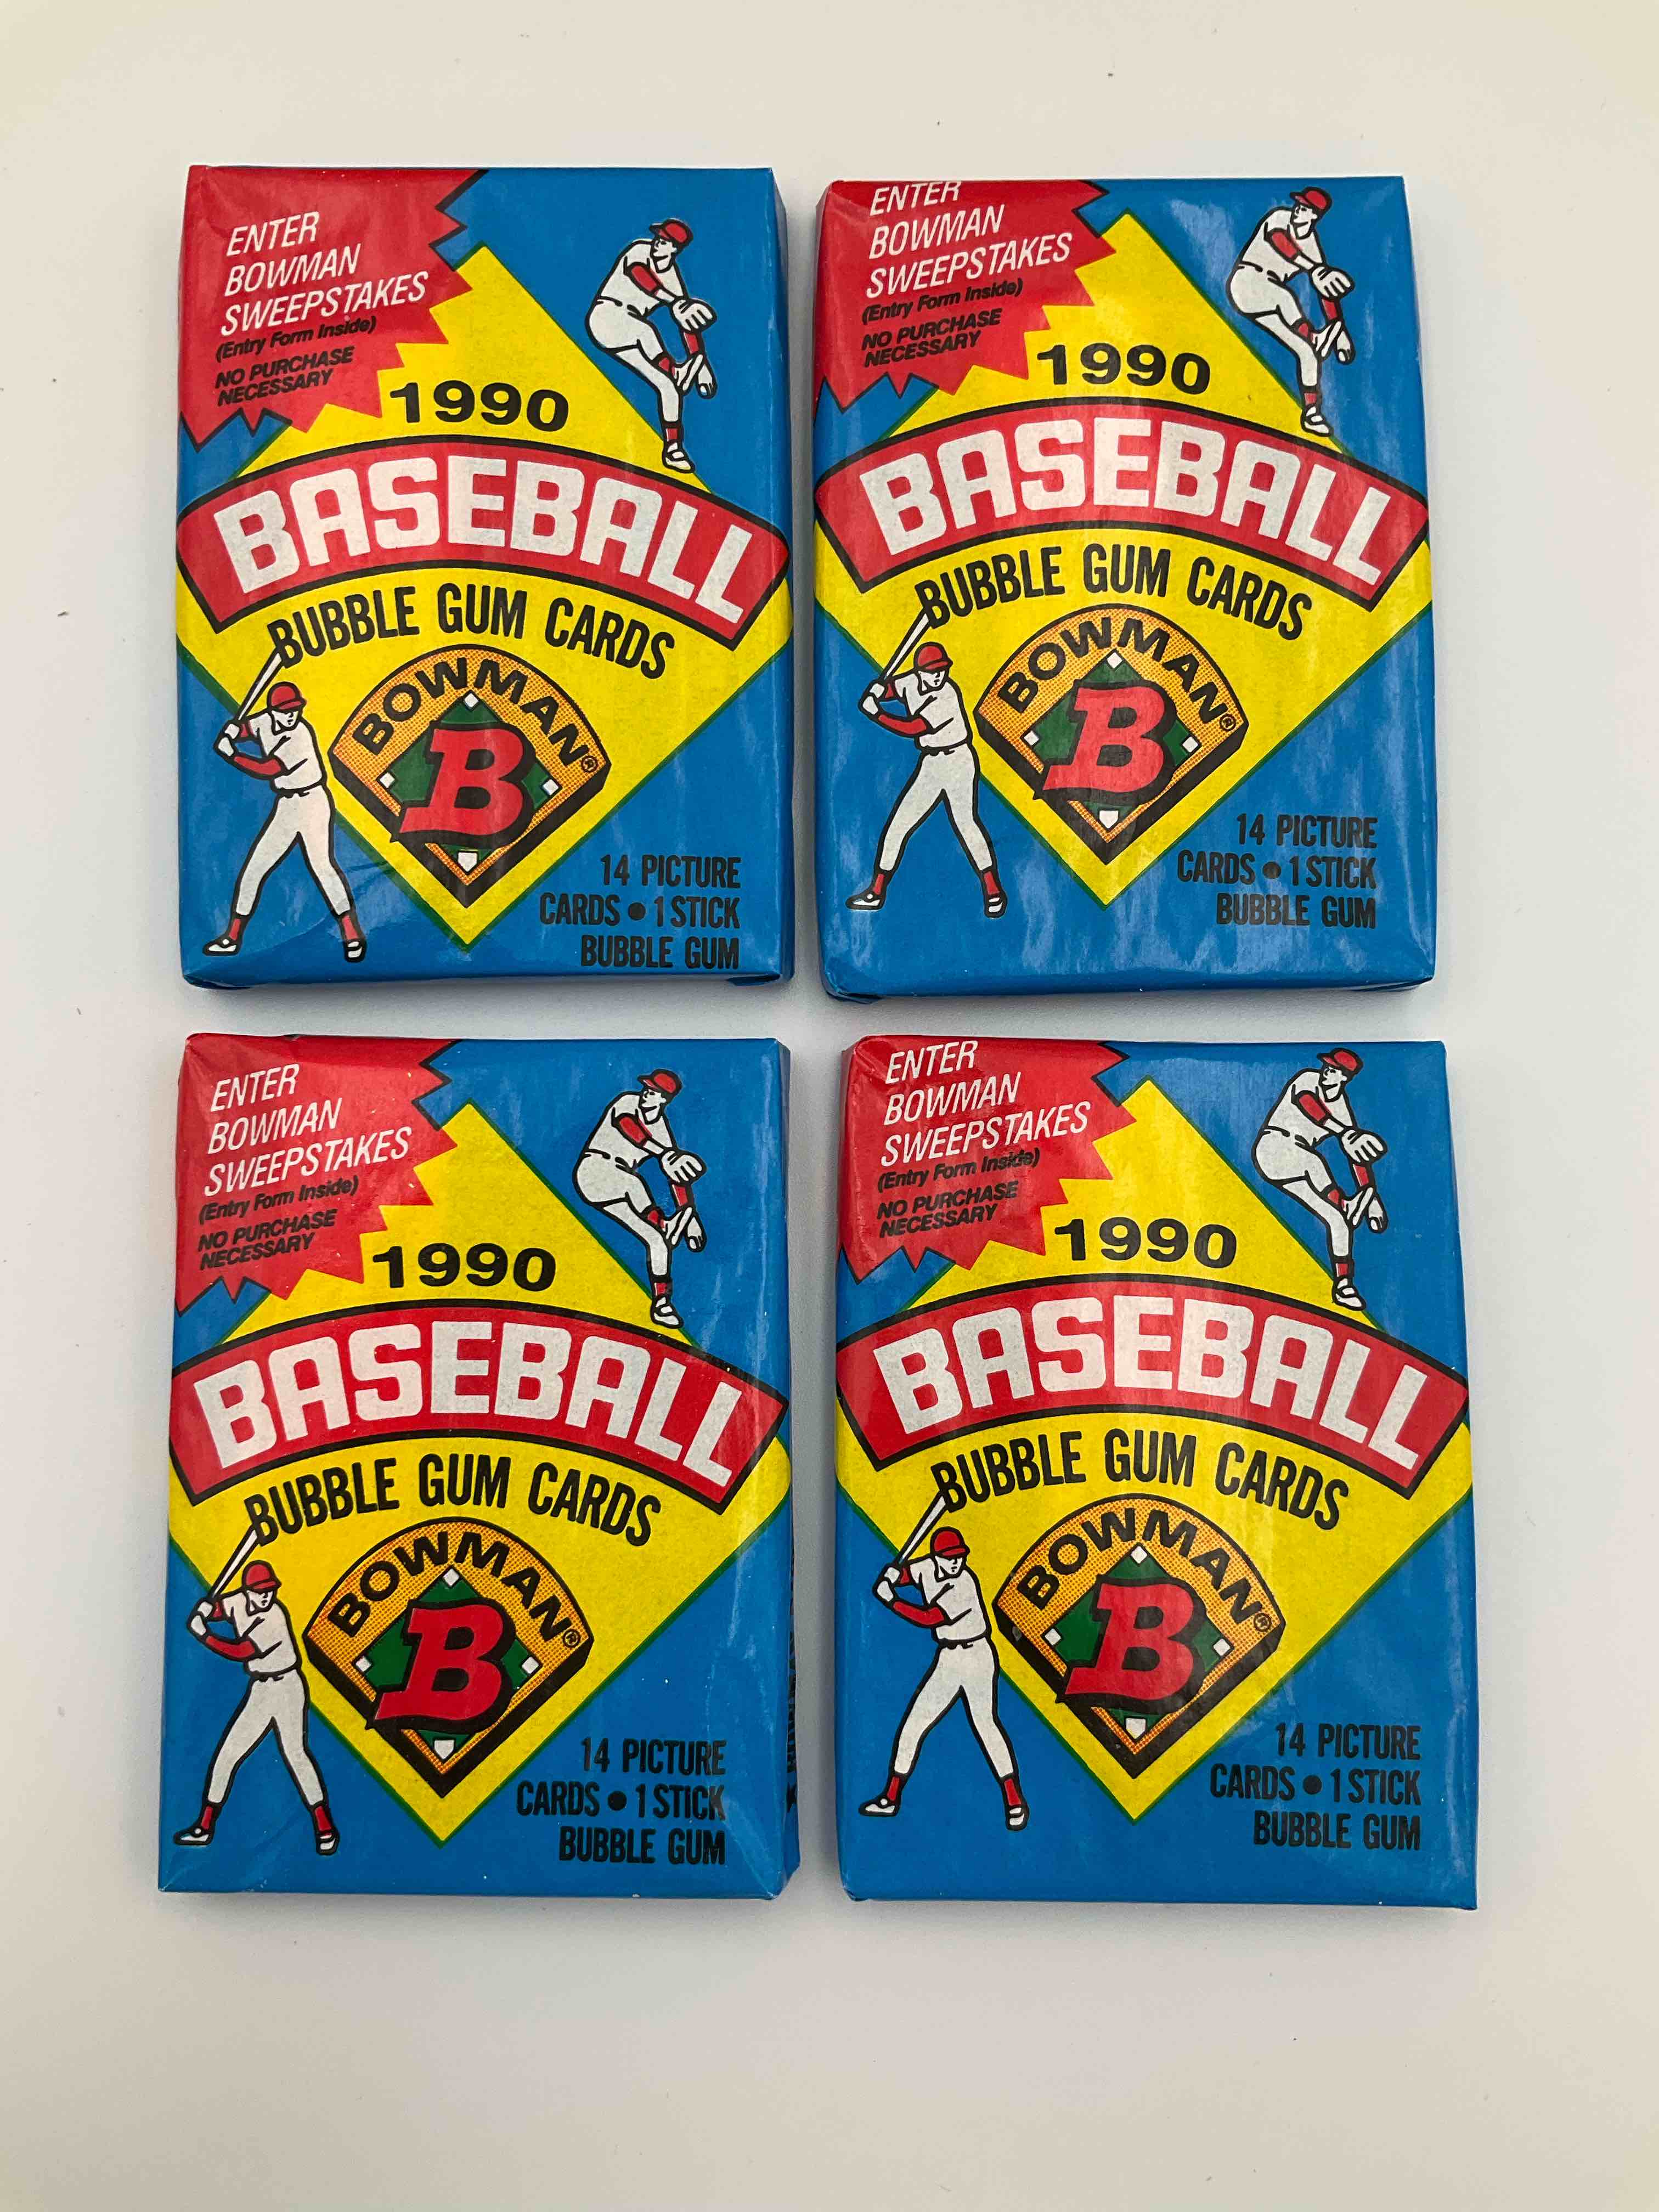 ENTER
BOWMAN
SWEEPSTAKES
(Entry Form Inside)
NO PURCHASE
NECESSARY
1990
BASEBALL
BUBBLE GUM CARDS
BOWMAN®
B
14 PICTURE
CARDS • 1 STICK
BUBBLE GUM
ENTER
BOWMAN
SWEEPSTAKES
(Entry Form Inside)
NO PURCHASE
NECESSARY
1990
BASEBALL
BUBBLE GUM CARDS
BOWMAN®
B
14 PICTURE
CARDS • 1 STICK
BUBBLE GUM
ENTER
BOWMAN
SWEEPSTAKES
(Entry Form Inside)
NO PURCHASE
NECESSARY
1990
BASEBALL
BUBBLE GUM CARDS
BOWMAN®
B
14 PICTURE
CARDS • 1 STICK
BUBBLE GUM
ENTER
BOWMAN
SWEEPSTAKES
(Entry Form Inside)
NO PURCHASE
NECESSARY
1990
BASEBALL
BUBBLE GUM CARDS
BOWMAN®
B
14 PICTURE
CARDS • 1 STICK
BUBBLE GUM